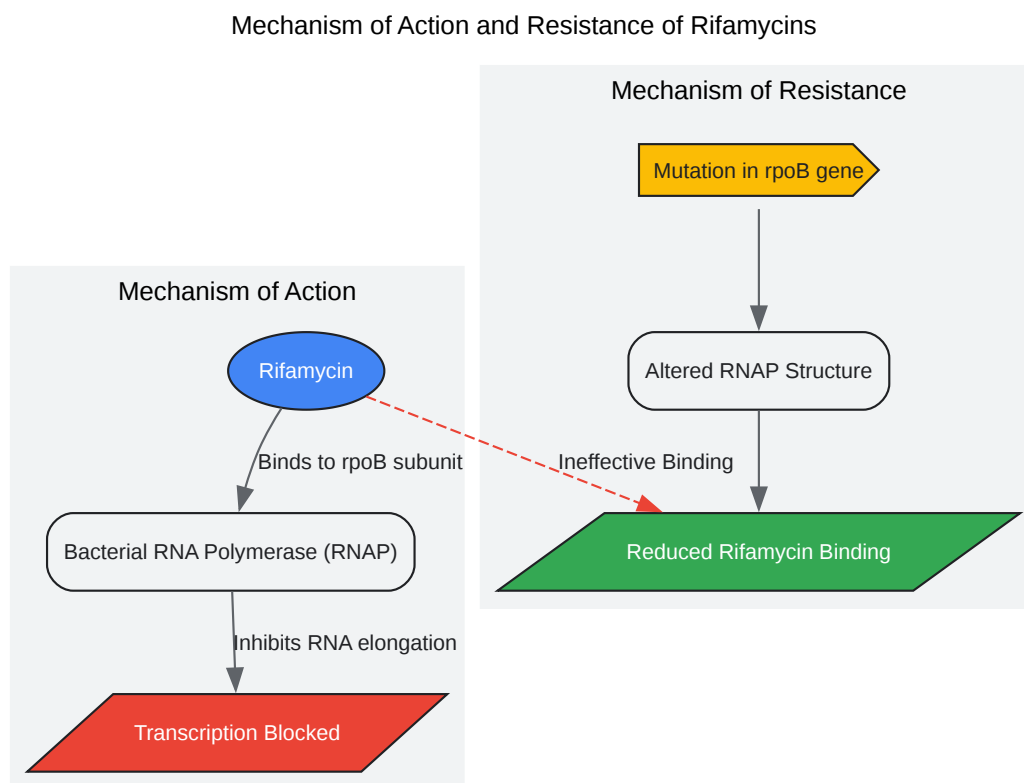 Mechanism of Action and Resistance of Rifamycins
Mechanism of Resistance
Mutation in rpoB gene
Mechanism of Action
Rifamycin
Altered RNAP Structure
Binds to rpoB subunit
Ineffective Binding
Bacterial RNA Polymerase (RNAP)
Reduced Rifamycin Binding
Inhibits RNA elongation
Transcription Blocked